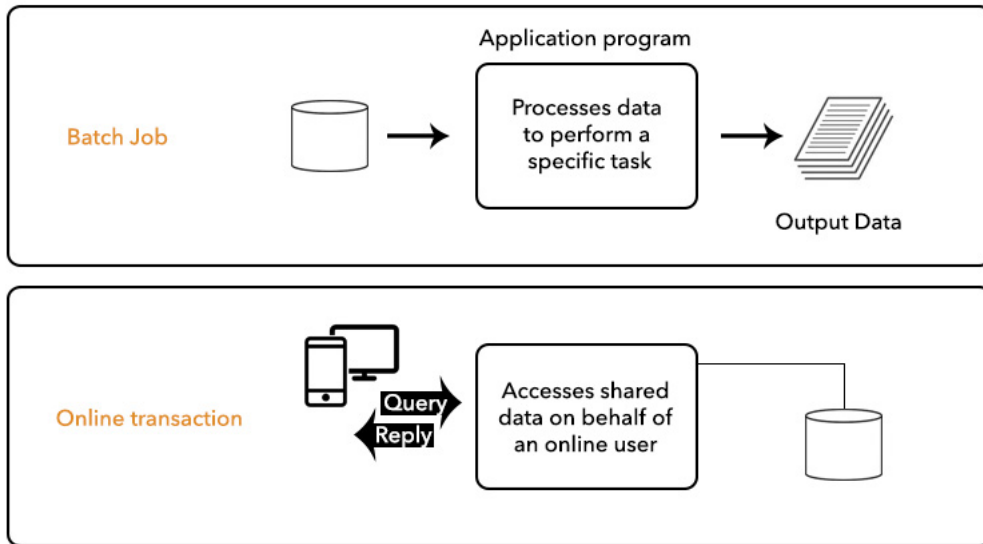 Application program
Batch Job
Processes data
to perform a
specific task
Output Data
Online transaction
Query
Reply
Accesses shared
data on behalf of
an online user